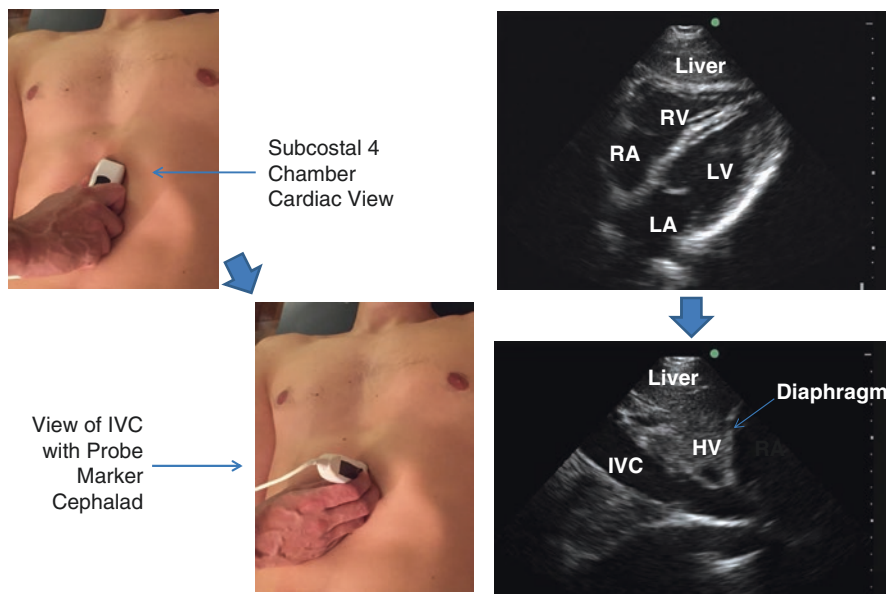 Subcostal 4
Chamber
Cardiac View
Liver
RV
RA
LV
LA
View of IVC
with Probe
Marker
Cephalad
Liver
Diaphragm
HV
RA
IVC